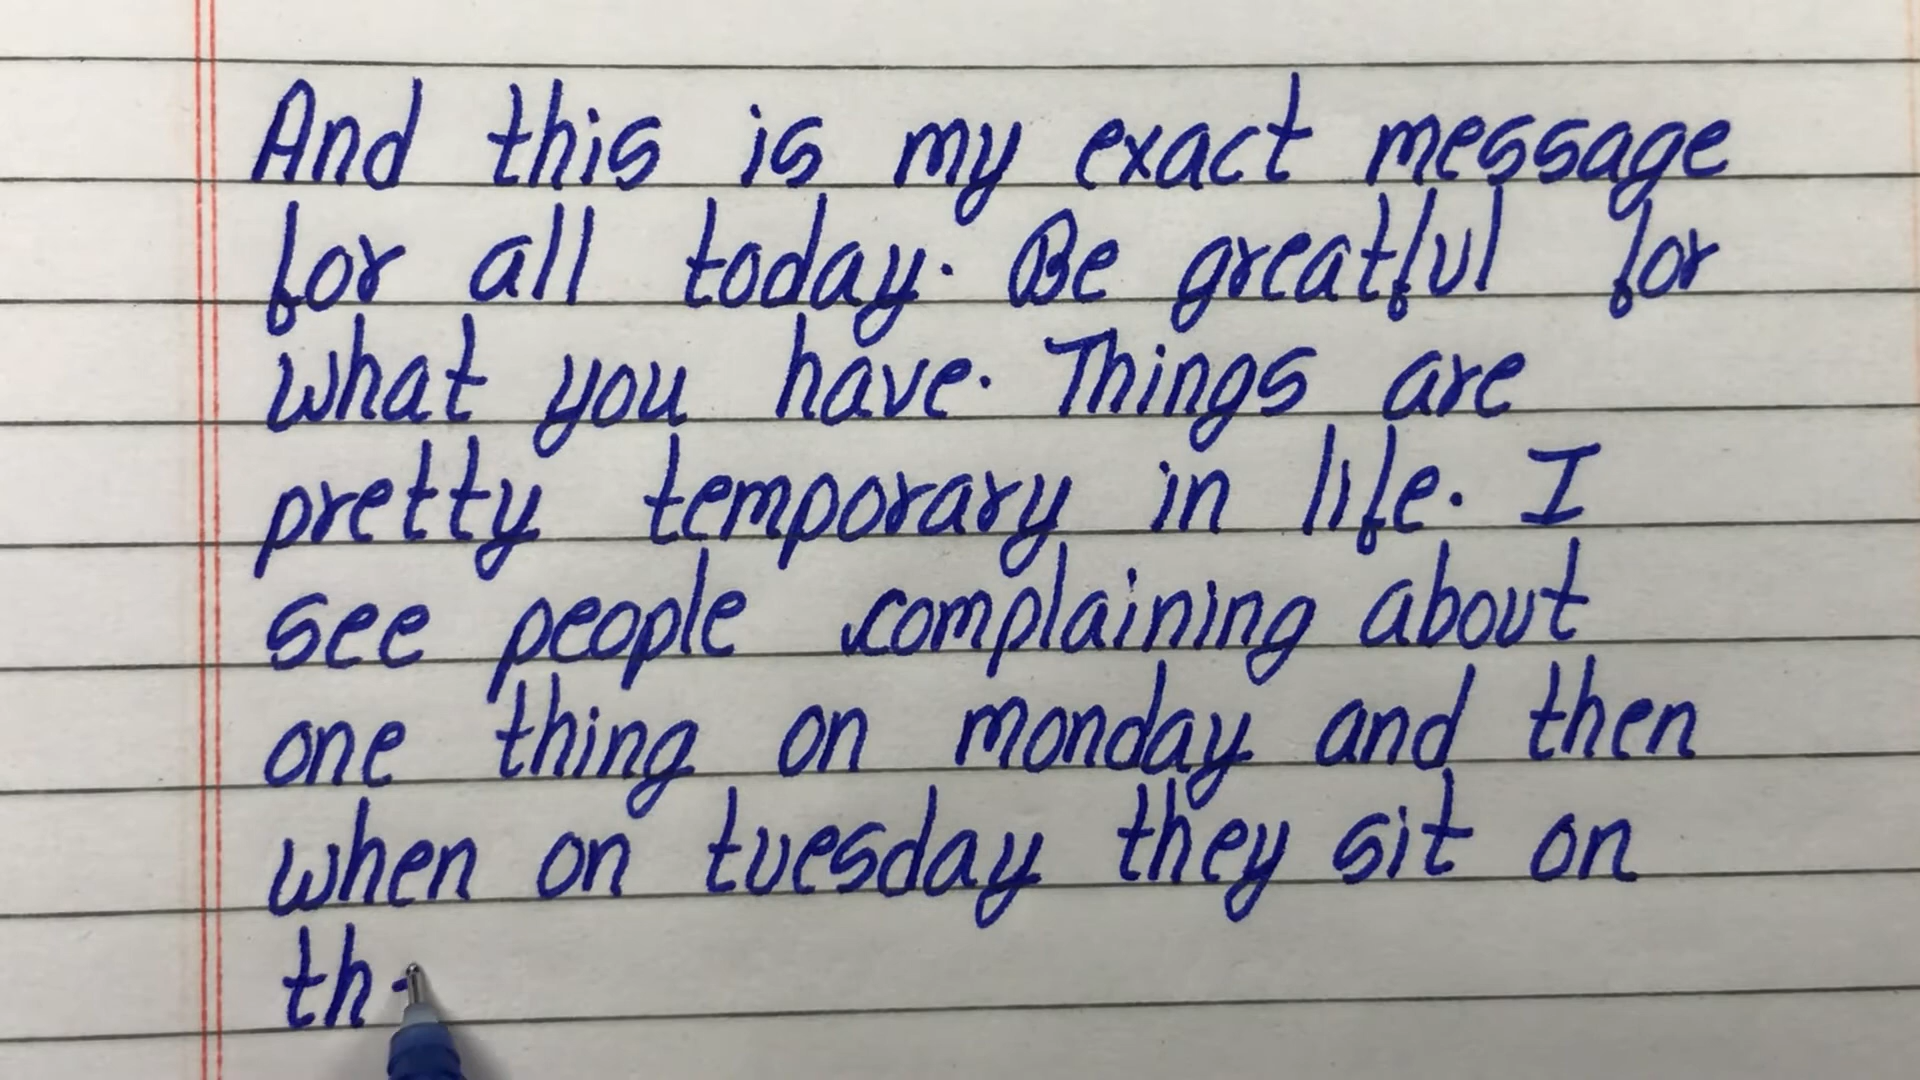 And this is my exact message
for all today. Be greatful for
what you have. Things are
pretty temporary in life. I
see people complaining about
one thing on monday and then
when on tuesday they sit on
th